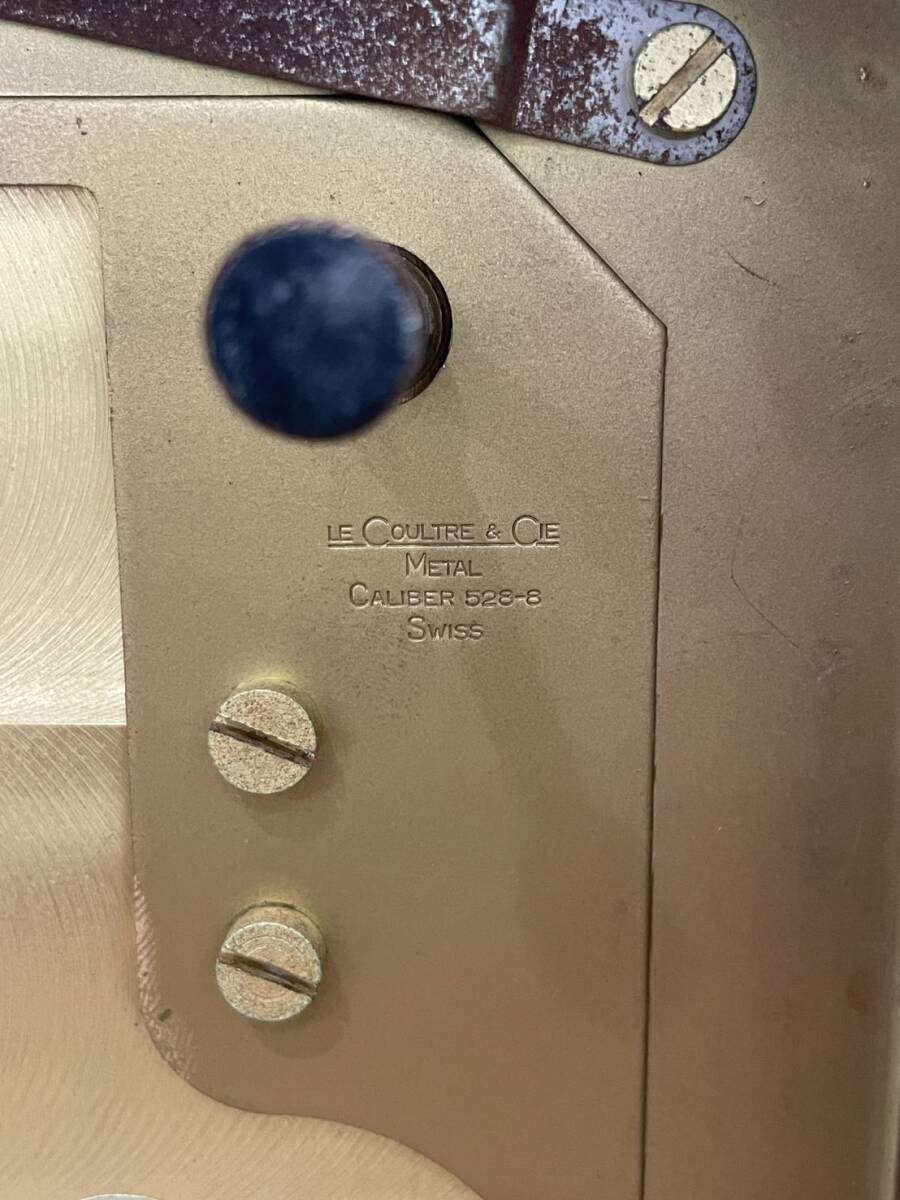 LE COULTRE & CIE
METAL
CALIBER 528-8
SWISS